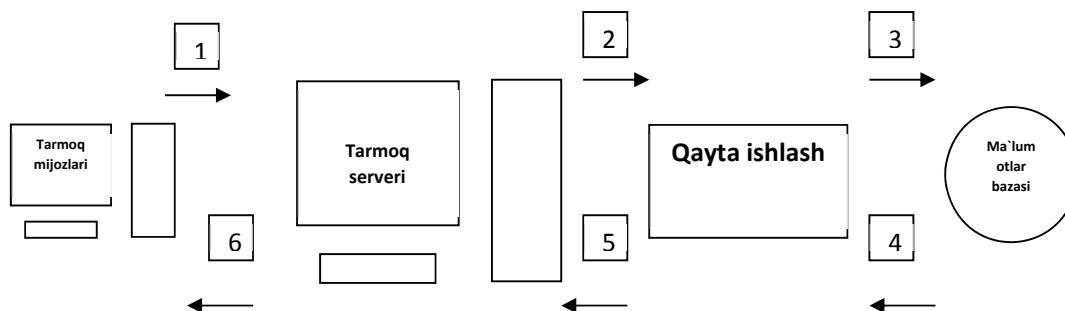 1
2
3
Tarmoq
mijozlari
Tarmoq
serveri
Qayta ishlash
Ma`lum
otlar
bazasi
6
5
4